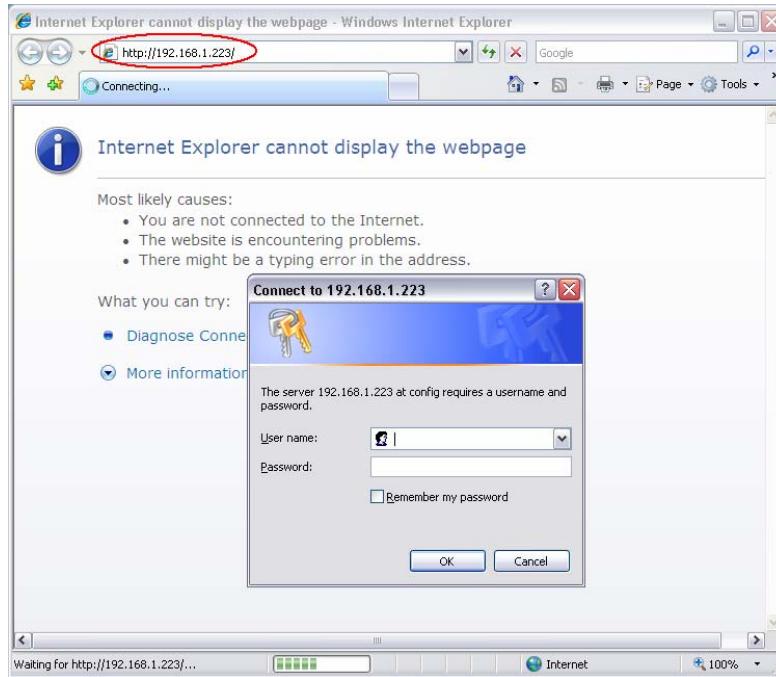 Internet Explorer cannot display the webpage - Windows Internet Explorer
http://192.168.1.223/
Google
Connecting...
Page
Tools
Internet Explorer cannot display the webpage
Most likely causes:
You are not connected to the Internet.
The website is encountering problems.
There might be a typing error in the address.
What you can try:
Diagnose Conne
More information
Connect to 192.168.1.223
The server 192.168.1.223 at config requires a username and
password.
User name:
Password:
Remember my password
OK
Cancel
Waiting for http://192.168.1.223/...
Internet
100%